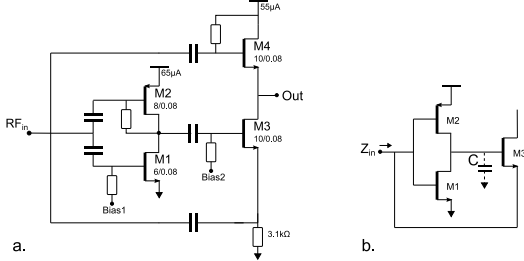 55µA
M4
10/0.08
65µA
M2
8/0.08
Out
RFin
M3
10/0.08
M1
6/0.08
Bias2
Bias1
3.1kΩ
a.
M2
Zin
C
M3
M1
b.